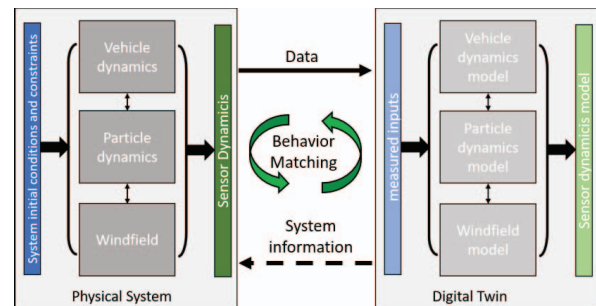 System initial conditions and constraints
Vehicle
dynamics
Particle
dynamics
Windfield
Sensor Dynamicis
Physical System
Data
Behavior
Matching
System
information
measured inputs
Vehicle
dynamics
model
Particle
dynamics
model
Windfield
model
Sensor dynamicis model
Digital Twin